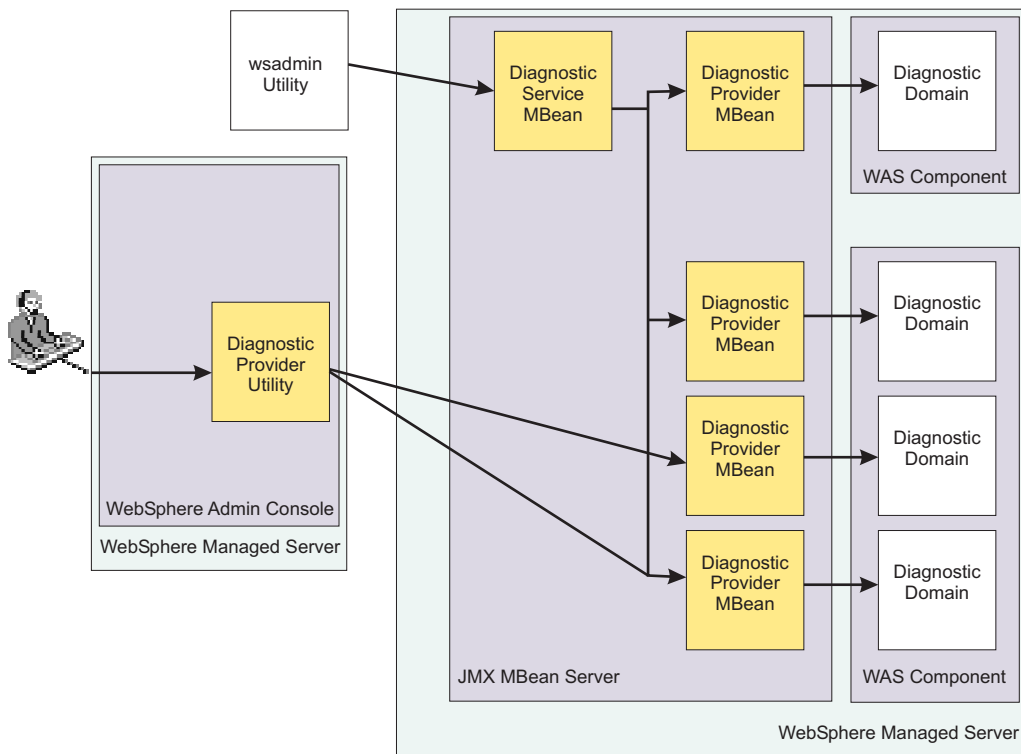 wsadmin
Utility
Diagnostic
Service
MBean
Diagnostic
Provider
MBean
Diagnostic
Domain
WAS Component
Diagnostic
Provider
MBean
Diagnostic
Domain
Diagnostic
Provider
Utility
Diagnostic
Provider
MBean
Diagnostic
Domain
WebSphere Admin Console
WebSphere Managed Server
Diagnostic
Provider
MBean
Diagnostic
Domain
JMX MBean Server
WAS Component
WebSphere Managed Server